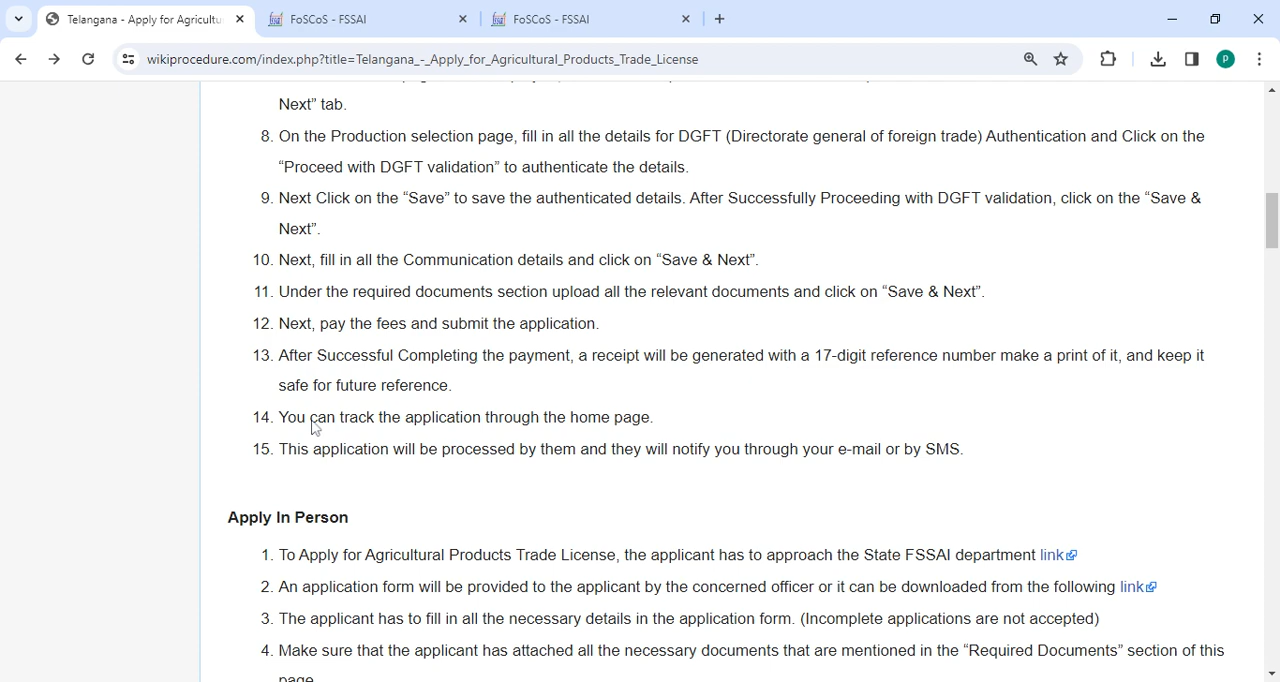 Telangana - Apply for Agricultu
FoSCoS - FSSAI
FoSCoS - FSSAI
wikiprocedure.com/index.php?title=Telangana_-_Apply_for_Agricultural_Products_Trade_License
P
Next” tab.
8. On the Production selection page, fill in all the details for DGFT (Directorate general of foreign trade) Authentication and Click on the
“Proceed with DGFT validation” to authenticate the details.
9. Next Click on the “Save” to save the authenticated details. After Successfully Proceeding with DGFT validation, click on the “Save &
Next”.
10. Next, fill in all the Communication details and click on “Save & Next”.
11. Under the required documents section upload all the relevant documents and click on “Save & Next”.
12. Next, pay the fees and submit the application.
13. After Successful Completing the payment, a receipt will be generated with a 17-digit reference number make a print of it, and keep it
safe for future reference.
14. You can track the application through the home page.
15. This application will be processed by them and they will notify you through your e-mail or by SMS.
Apply In Person
1. To Apply for Agricultural Products Trade License, the applicant has to approach the State FSSAI department link
2. An application form will be provided to the applicant by the concerned officer or it can be downloaded from the following link
3. The applicant has to fill in all the necessary details in the application form. (Incomplete applications are not accepted)
4. Make sure that the applicant has attached all the necessary documents that are mentioned in the “Required Documents” section of this
page